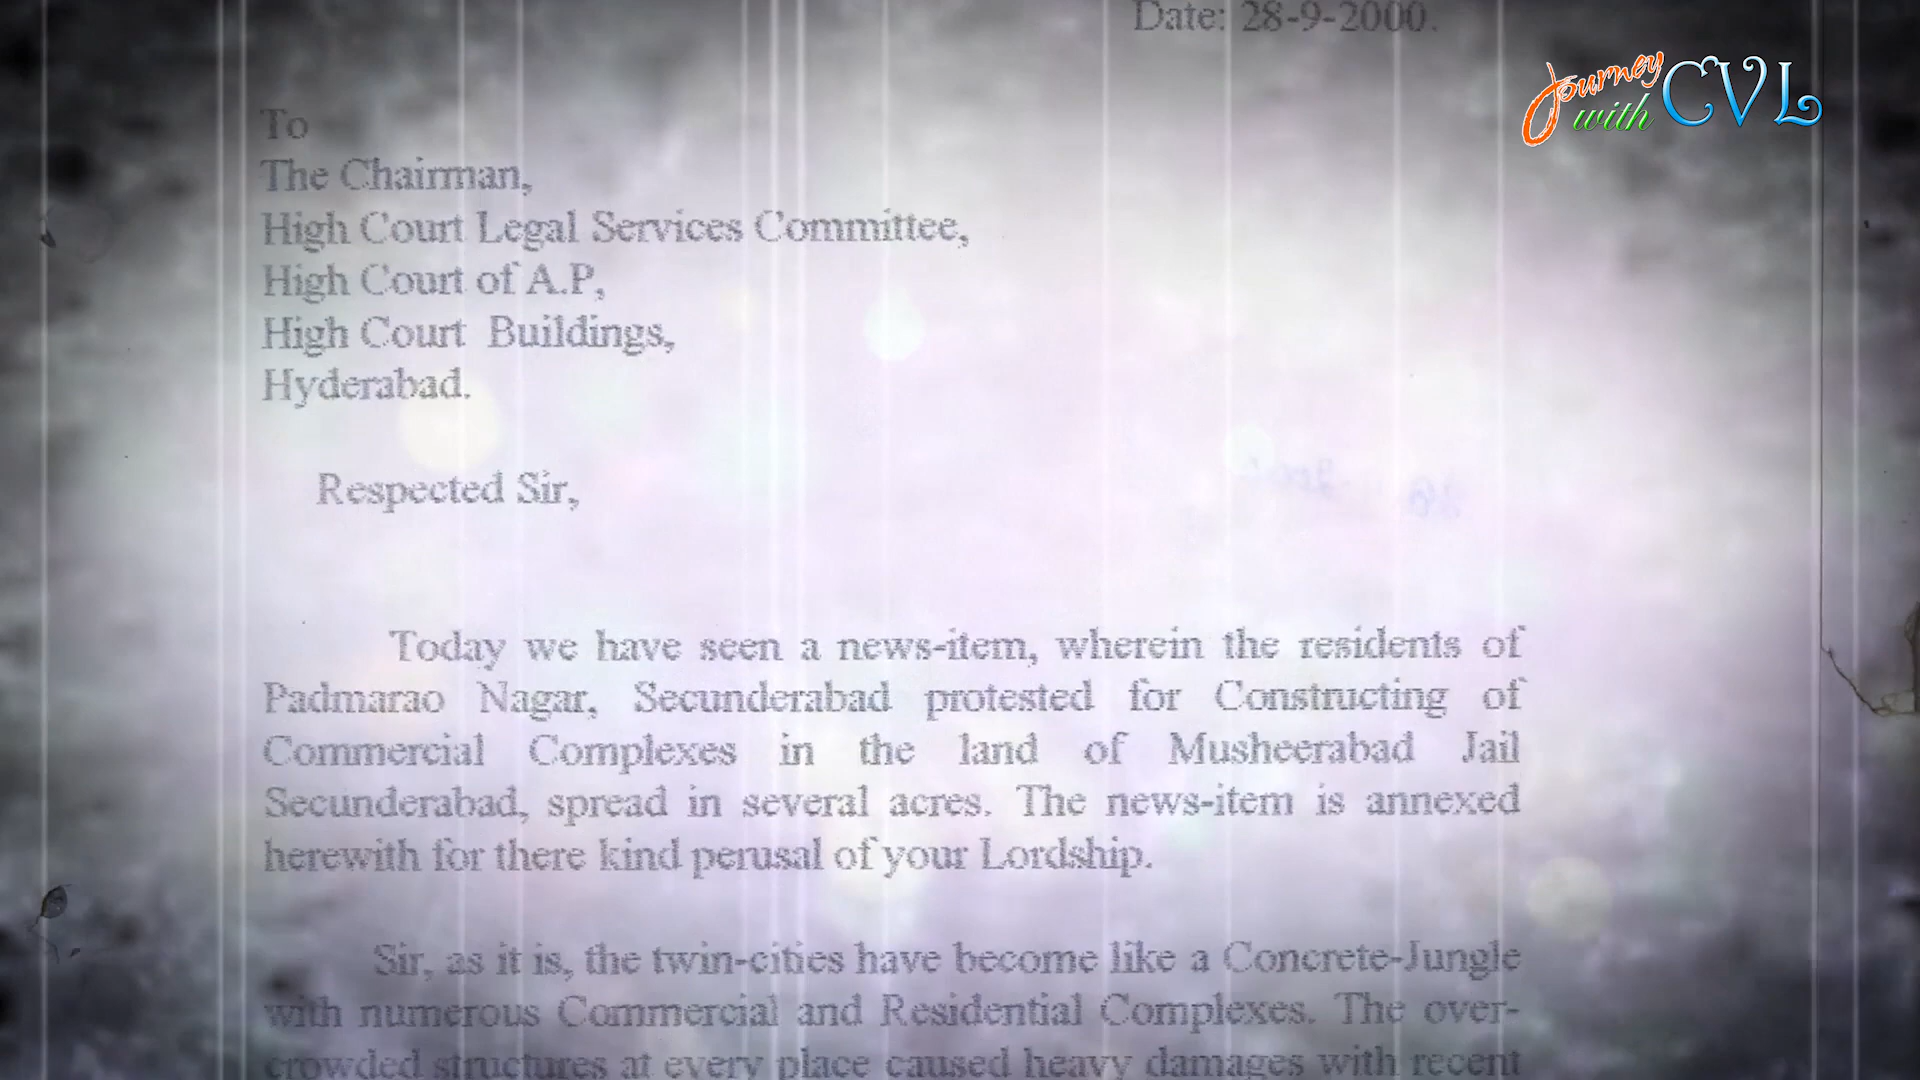 Date: 28-9-2000.
Journey
with CVL
To
The Chairman,
High Court Legal Services Committee,
High Court of A.P,
High Court Buildings,
Hyderabad.
Respected Sir,
Today we have seen a news-item, wherein the residents of
Padmarao Nagar, Secunderabad protested for Constructing of
Commercial Complexes in the land of Musheerabad Jail
Secunderabad, spread in several acres. The news-item is annexed
herewith for there kind perusal of your Lordship.
Sir, as it is, the twin-cities have become like a Concrete-Jungle
with numerous Commercial and Residential Complexes. The over-
crowded structures at every place caused heavy damages with recent